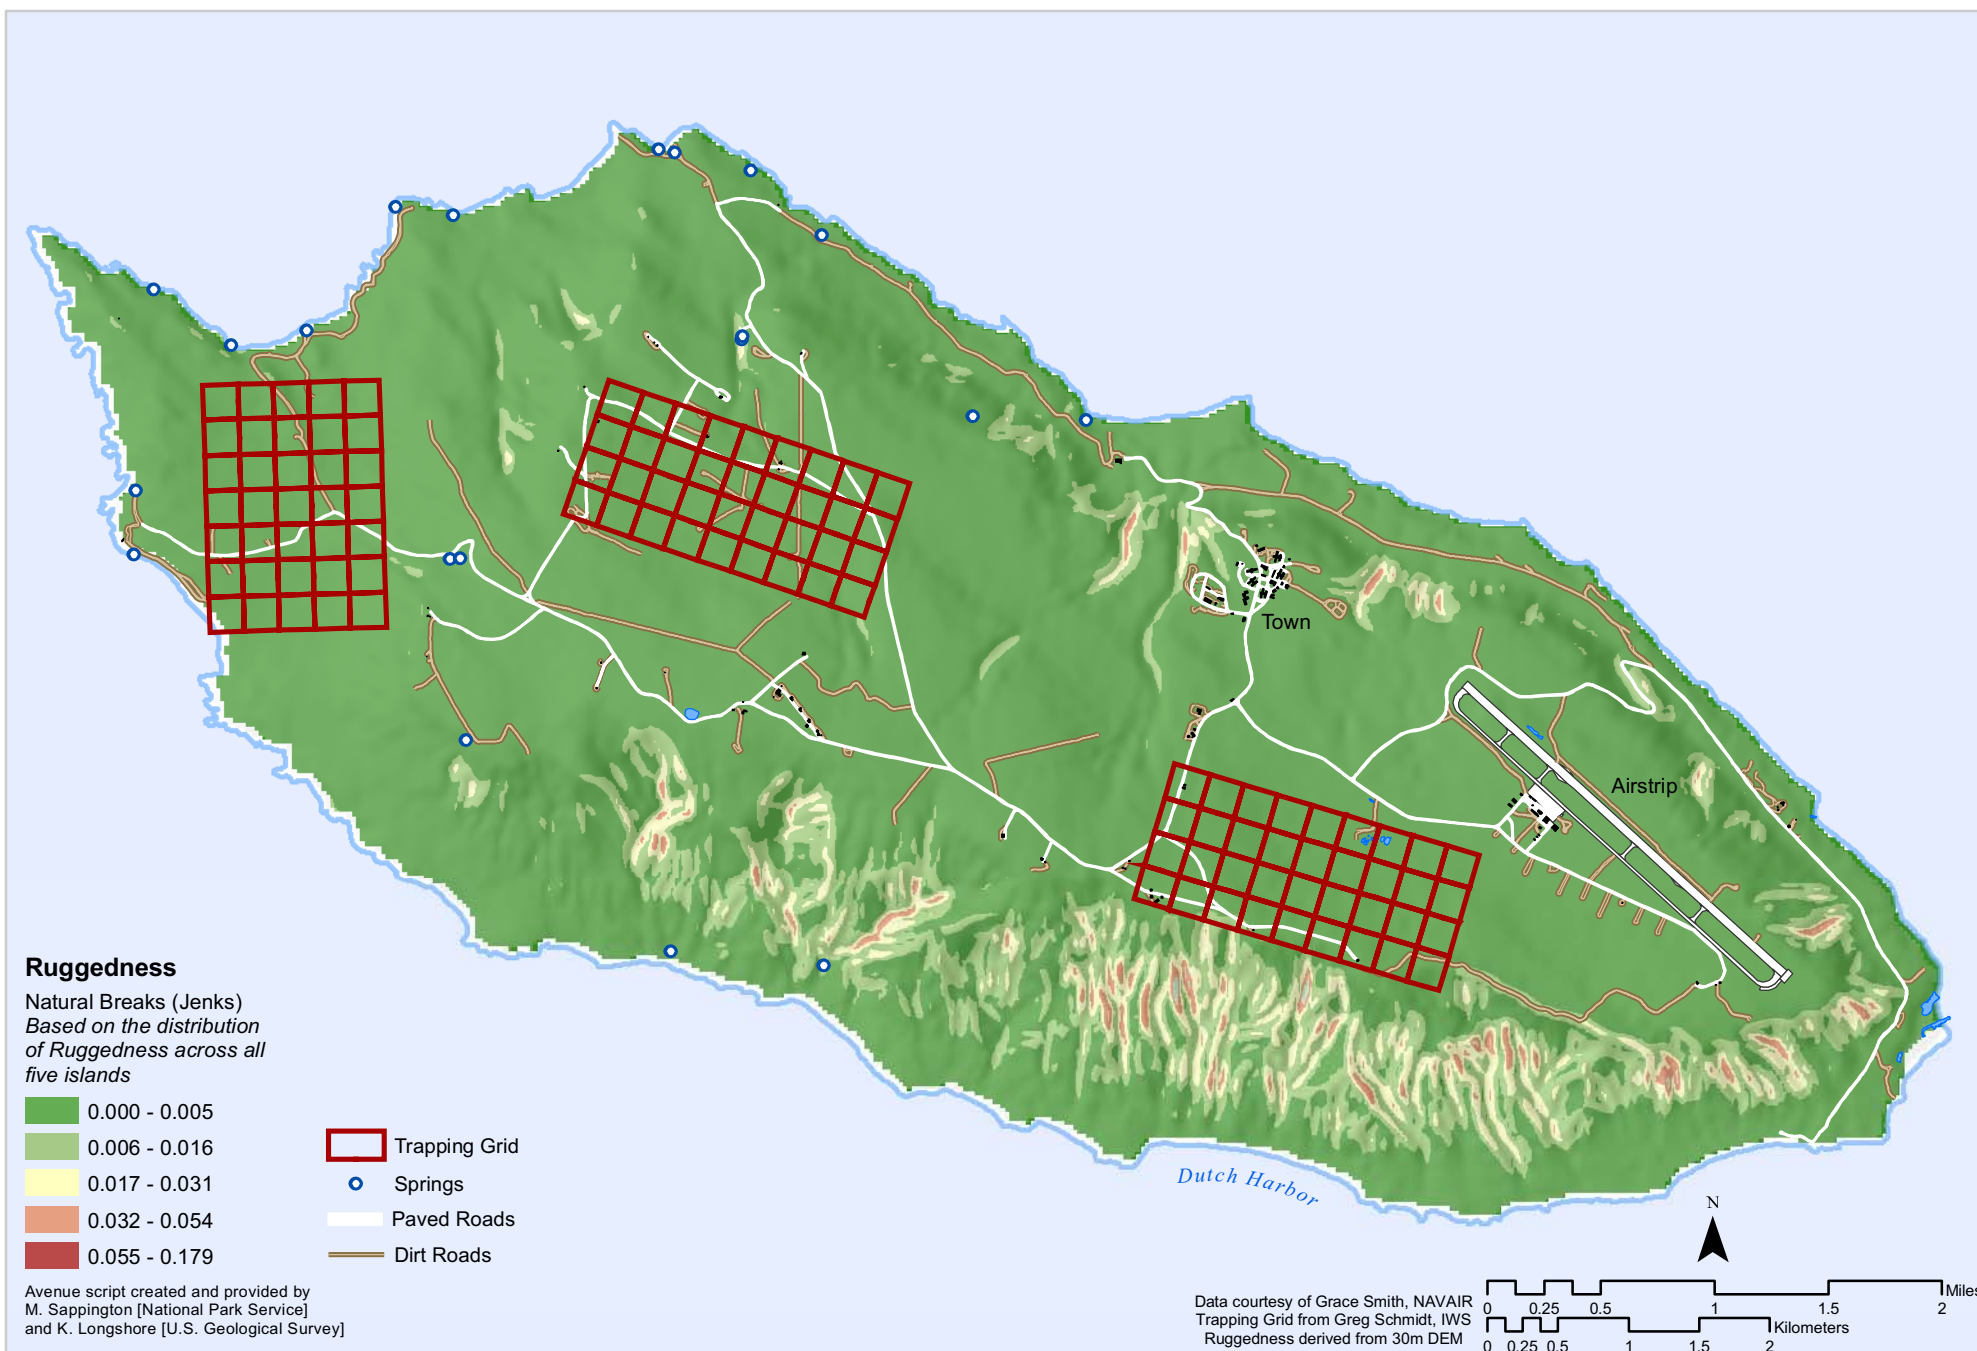 Town
Airstrip
Dutch Harbor
Ruggedness
Natural Breaks (Jenks)
Based on the distribution
of Ruggedness across all
five islands
0.000 - 0.005
0.006 - 0.016
0.017 - 0.031
0.032 - 0.054
0.055 - 0.179
Trapping Grid
Springs
Paved Roads
Dirt Roads
Avenue script created and provided by
M. Sappington [National Park Service]
and K. Longshore [U.S. Geological Survey]
N
Data courtesy of Grace Smith, NAVAIR
Trapping Grid from Greg Schmidt, IWS
Ruggedness derived from 30m DEM
Miles
0 0.25 0.5 1 1.5 2
Kilometers
0 0.25 0.5 1 1.5 2